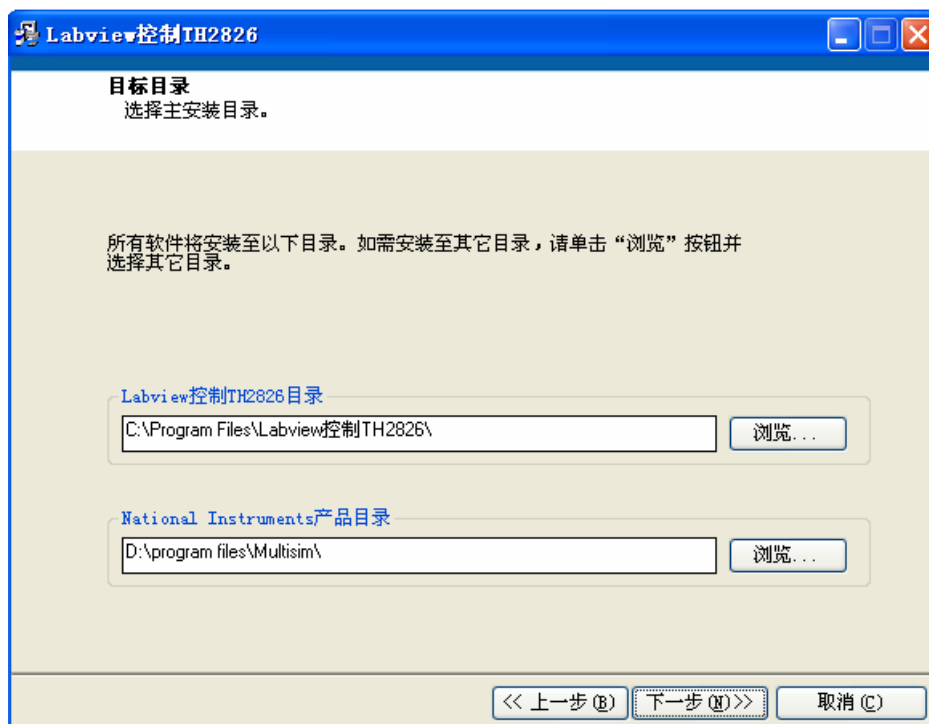 Labview控制TH2826
目标目录
选择主安装目录。
所有软件将安装至以下目录。如需安装至其它目录，请单击“浏览”按钮并
选择其它目录。
Labview控制TH2826目录
C:\Program Files\Labview控制TH2826\
浏览...
National Instruments产品目录
D:\program files\Multisim\
浏览...
<< 上一步(B)
下一步(N)>>
取消(C)